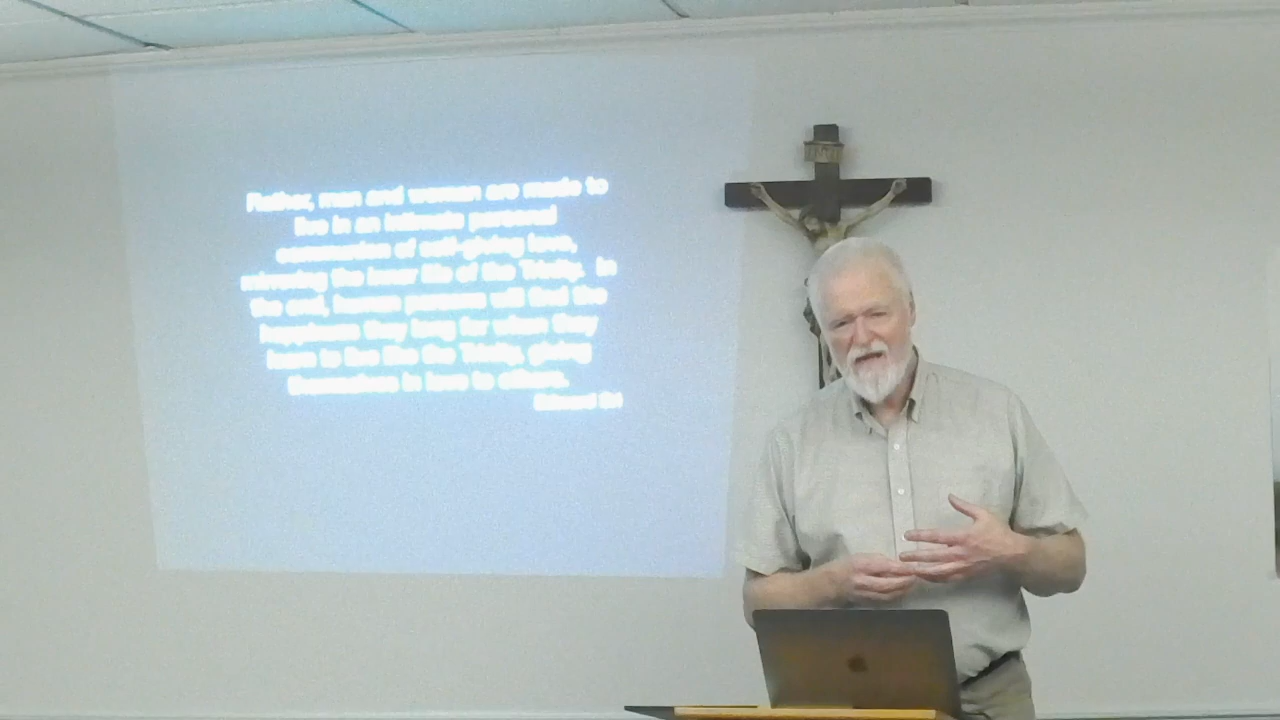 Rather, man and woman are made to
live in an intimate personal
communion of self-giving love,
mirroring the inner life of the Trinity. In
the end, human persons will find the
happiness they long for when they
learn to live like the Trinity, giving
themselves in love to others.
Edward Sri